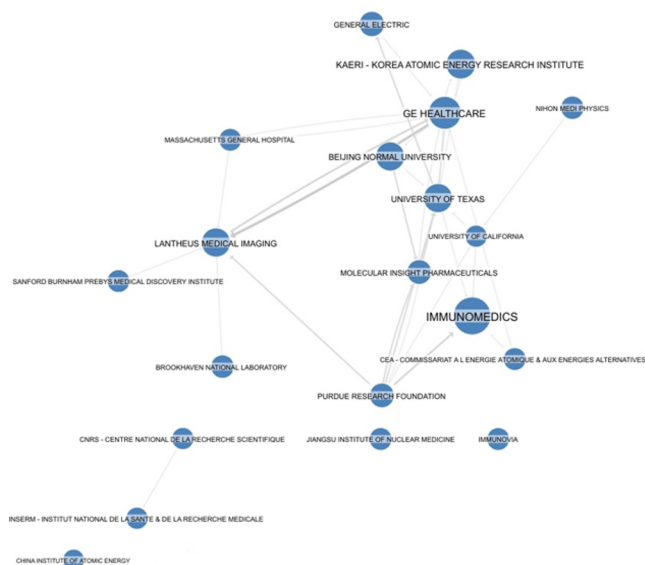 GENERAL ELECTRIC
KAERI - KOREA ATOMIC ENERGY RESEARCH INSTITUTE
GE HEALTHCARE
NIHON MEDI PHYSICS
MASSACHUSETTS GENERAL HOSPITAL
BEIJING NORMAL UNIVERSITY
UNIVERSITY OF TEXAS
UNIVERSITY OF CALIFORNIA
LANTHEUS MEDICAL IMAGING
MOLECULAR INSIGHT PHARMACEUTICALS
SANFORD BURNHAM PREBYS MEDICAL DISCOVERY INSTITUTE
IMMUNOMEDICS
CEA - COMMISSARIAT A L ENERGIE ATOMIQUE & AUX ENERGIES ALTERNATIVES
BROOKHAVEN NATIONAL LABORATORY
PURDUE RESEARCH FOUNDATION
CNRS - CENTRE NATIONAL DE LA RECHERCHE SCIENTIFIQUE
JIANGSU INSTITUTE OF NUCLEAR MEDICINE
IMMUNOVIA
INSERM - INSTITUT NATIONAL DE LA SANTE & DE LA RECHERCHE MEDICALE
CHINA INSTITUTE OF ATOMIC ENERGY